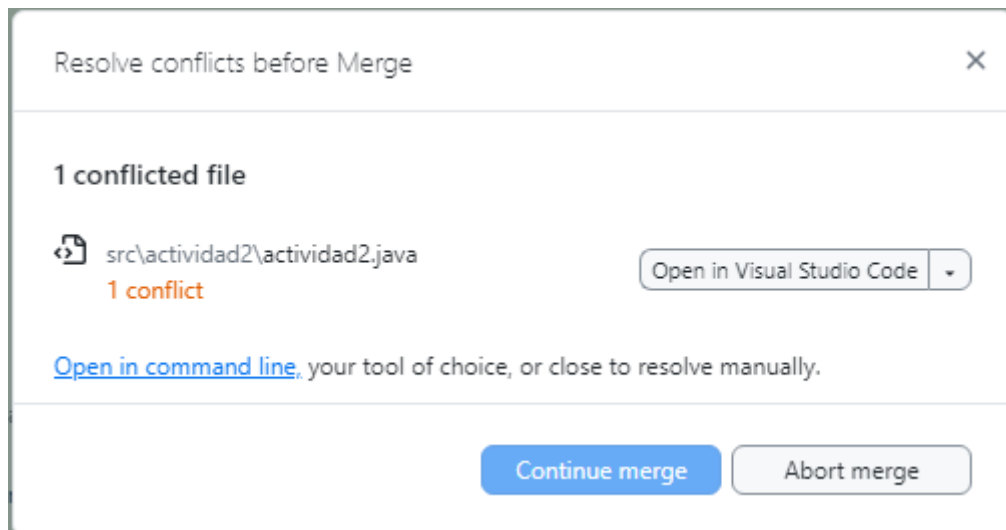 Resolve conflicts before Merge
1 conflicted file
src\actividad2\actividad2.java
1 conflict
Open in Visual Studio Code
Open in command line, your tool of choice, or close to resolve manually.
Continue merge
Abort merge